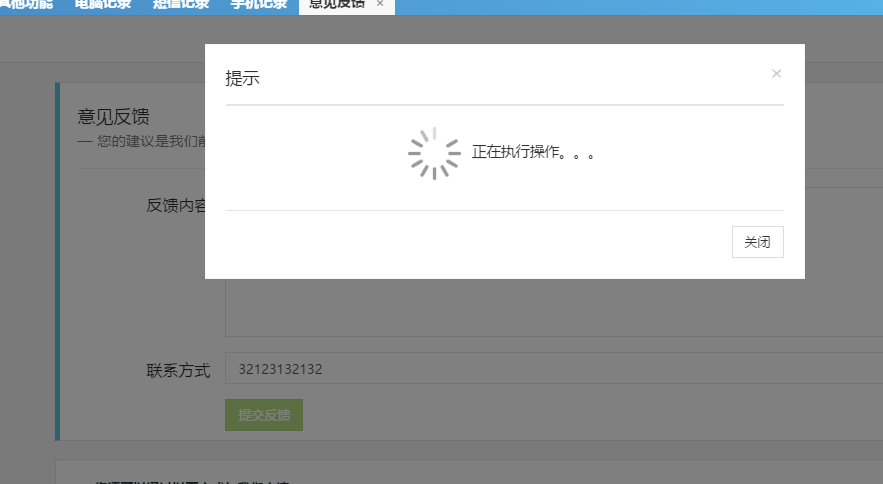 其他功能 电脑记录 短信记录 手机记录 意见反馈 ×
提示 ×
正在执行操作。。。
关闭
意见反馈
— 您的建议是我们前
反馈内容
联系方式 32123132132
提交反馈